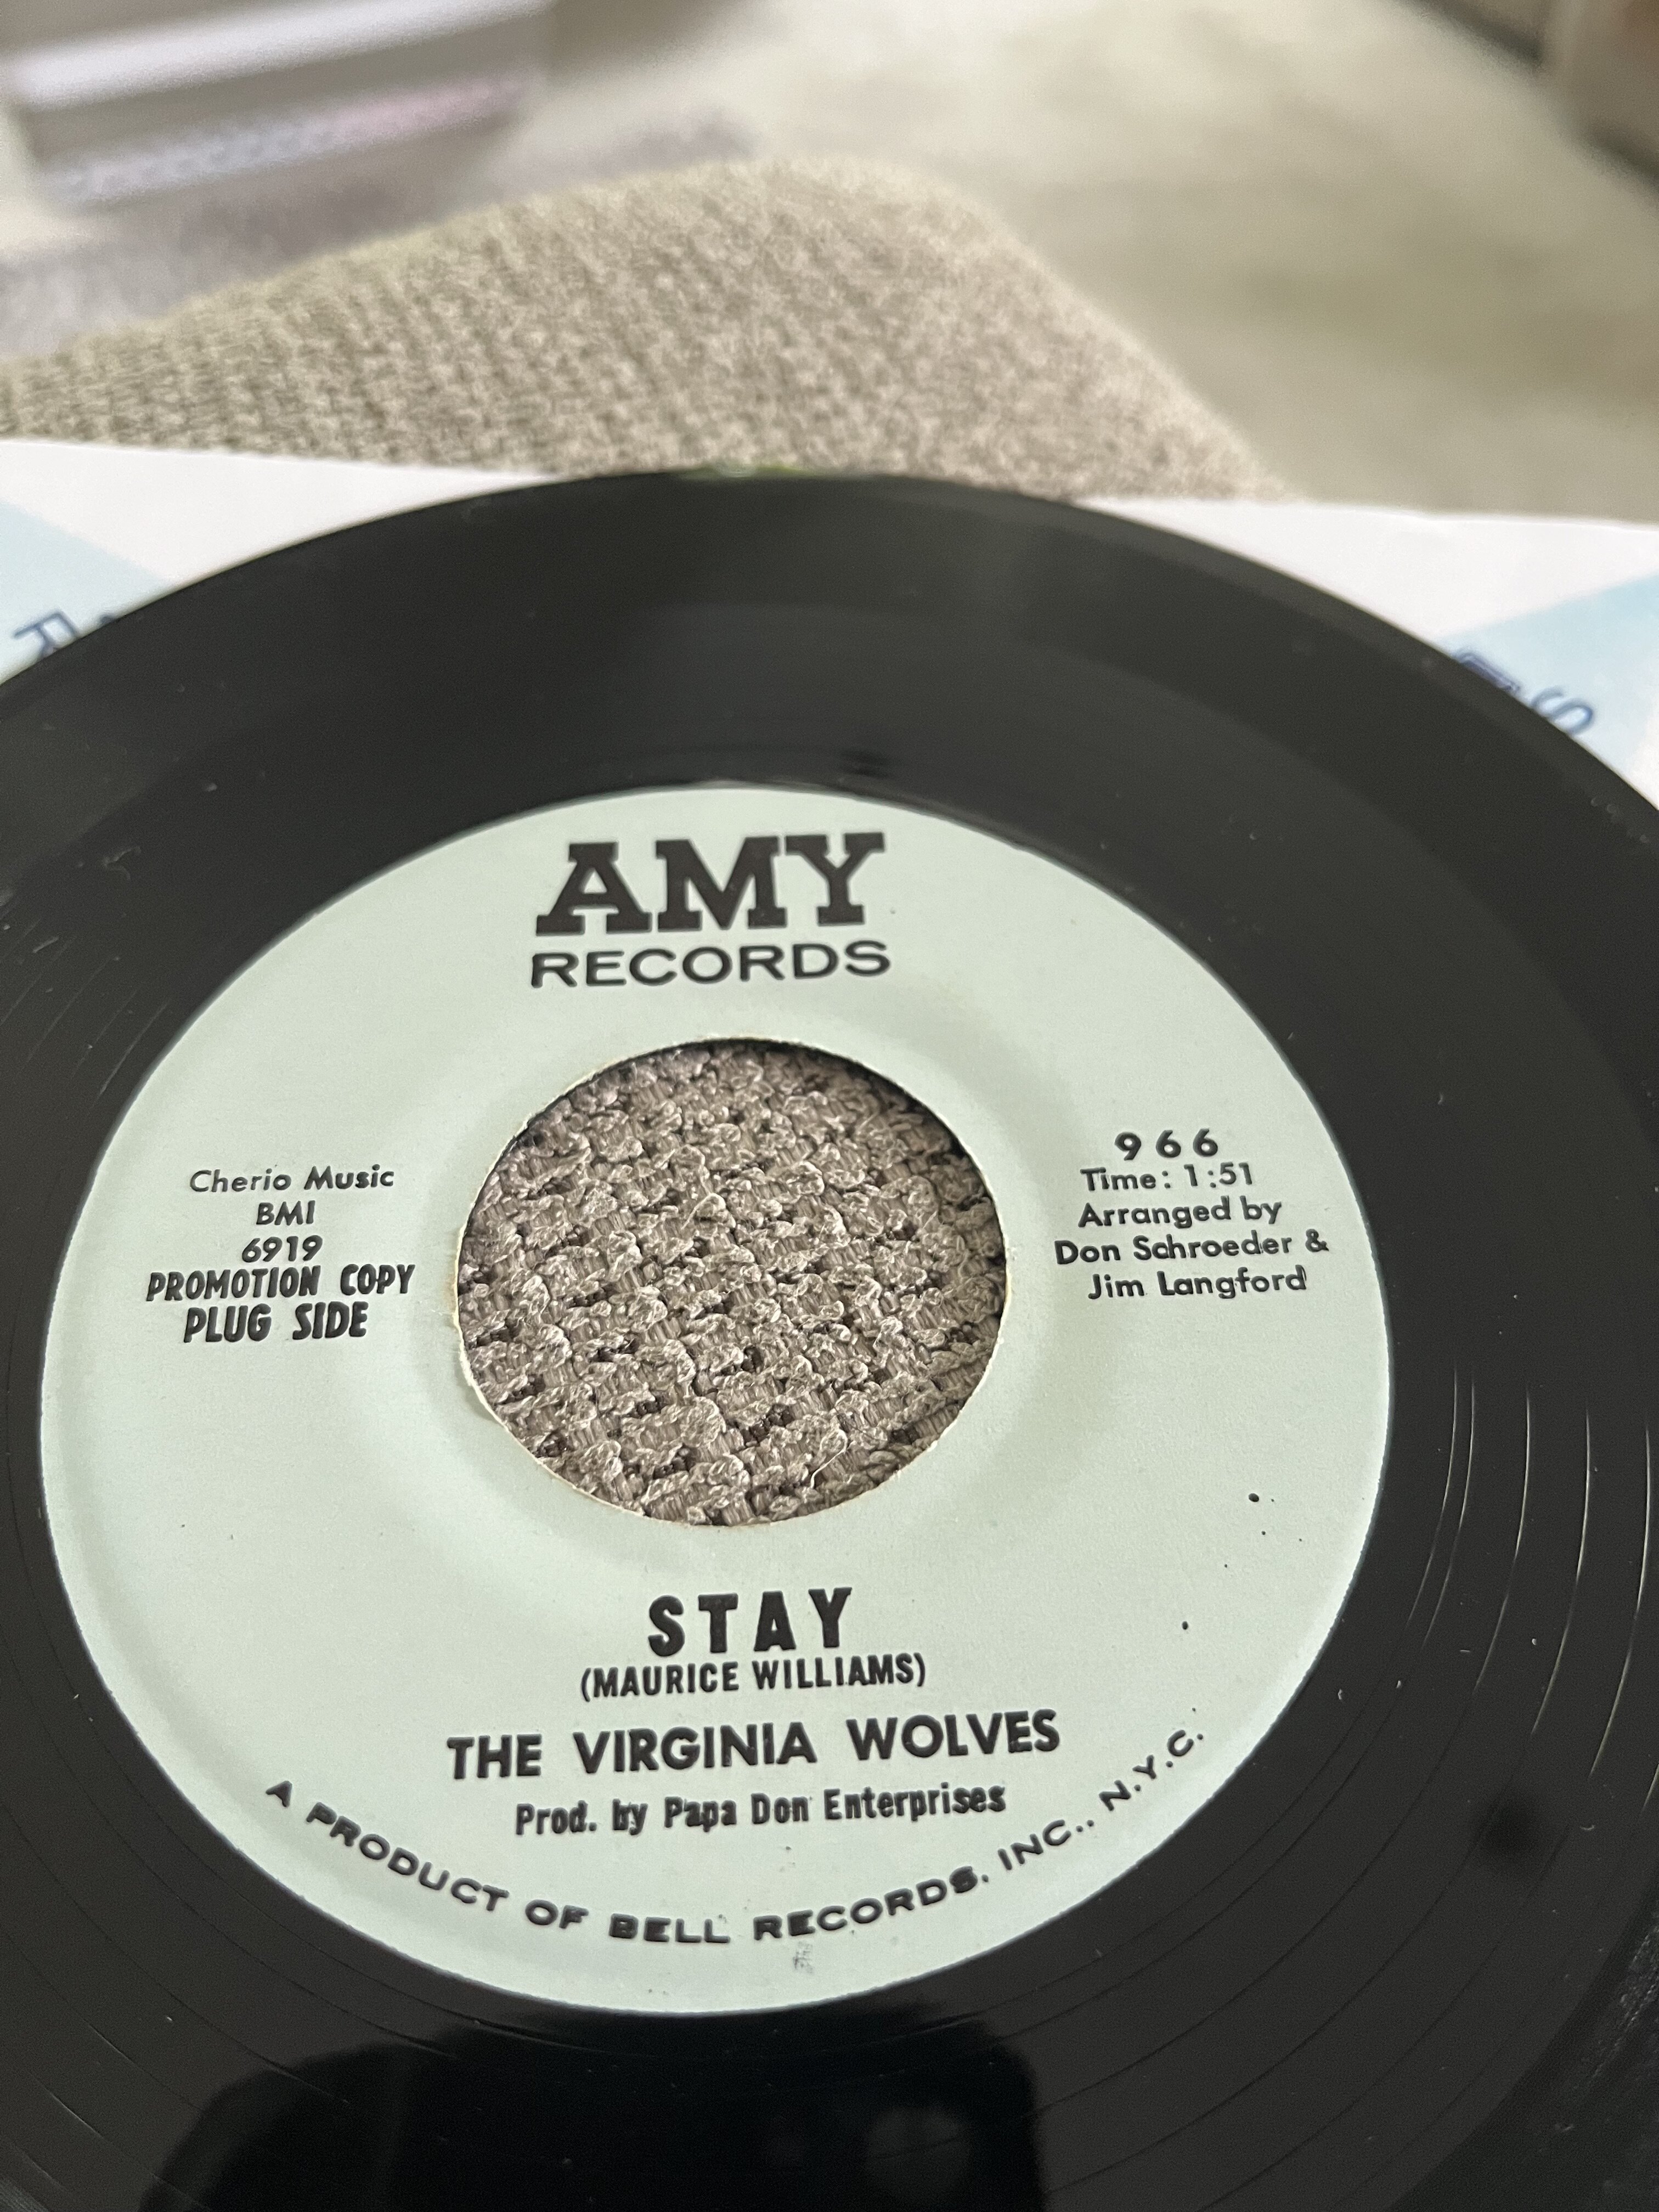 AMY
RECORDS
Cherio Music
BMI
6919
PROMOTION COPY
PLUG SIDE
966
Time: 1:51
Arranged by
Don Schroeder &
Jim Langford
STAY
(MAURICE WILLIAMS)
THE VIRGINIA WOLVES
Prod. by Papa Don Enterprises
A PRODUCT OF BELL RECORDS, INC., N.Y.C.